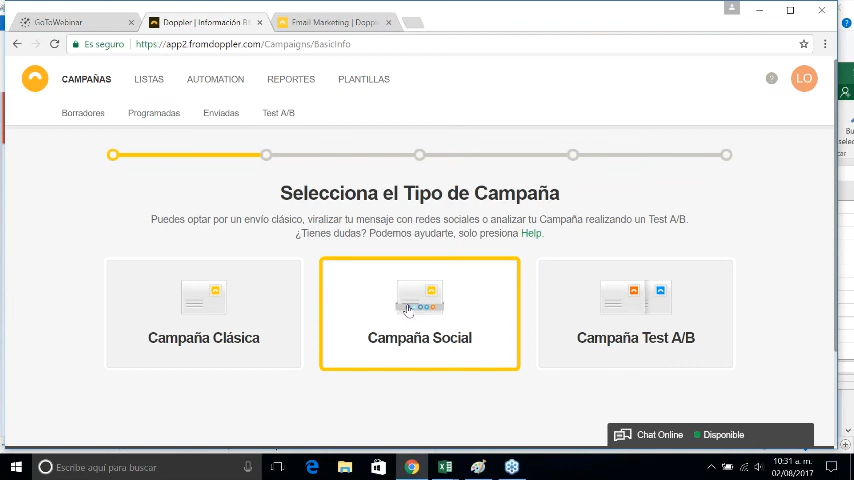 GoToWebinar
Doppler | Información B
Email Marketing | Dopple
Es seguro
https://app2.fromdoppler.com/Campaigns/BasicInfo
CAMPAÑAS LISTAS AUTOMATION REPORTES PLANTILLAS
? LO
Borradores Programadas Enviadas Test A/B
Selecciona el Tipo de Campaña
Puedes optar por un envío clásico, viralizar tu mensaje con redes sociales o analizar tu Campaña realizando un Test A/B.
¿Tienes dudas? Podemos ayudarte, solo presiona Help.
Campaña Clásica
Campaña Social
Campaña Test A/B
Chat Online Disponible
Escribe aquí para buscar
10:31 a. m.
02/08/2017